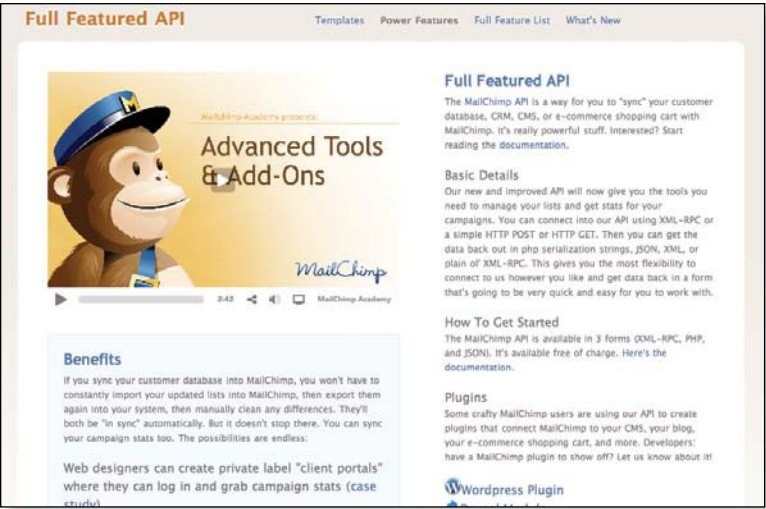 Full Featured API
Templates Power Features Full Feature List What's New
MailChimp Academy presents:
Advanced Tools
& Add-Ons
MailChimp
2:42 MailChimp Academy
Benefits
If you sync your customer database into MailChimp, you won't have to
constantly import your updated lists into MailChimp, then export them
again into your system, then manually clean any differences. They'll
both be "in sync" automatically. But it doesn't stop there. You can sync
your campaign stats too. The possibilities are endless:
Web designers can create private label "client portals"
where they can log in and grab campaign stats (case
study)
Full Featured API
The MailChimp API is a way for you to "sync" your customer
database, CRM, CMS, or e-commerce shopping cart with
MailChimp. It's really powerful stuff. Interested? Start
reading the documentation.
Basic Details
Our new and improved API will now give you the tools you
need to manage your lists and get stats for your
campaigns. You can connect into our API using XML-RPC or
a simple HTTP POST or HTTP GET. Then you can get the
data back out in php serialization strings, JSON, XML, or
plain ol' XML-RPC. This gives you the most flexibility to
connect to us however you like and get data back in a form
that's going to be very quick and easy for you to work with.
How To Get Started
The MailChimp API is available in 3 forms (XML-RPC, PHP,
and JSON). It's available free of charge. Here's the
documentation.
Plugins
Some crafty MailChimp users are using our API to create
plugins that connect MailChimp to your CMS, your blog,
your e-commerce shopping cart, and more. Developers:
have a MailChimp plugin to show off? Let us know about it!
Wordpress Plugin